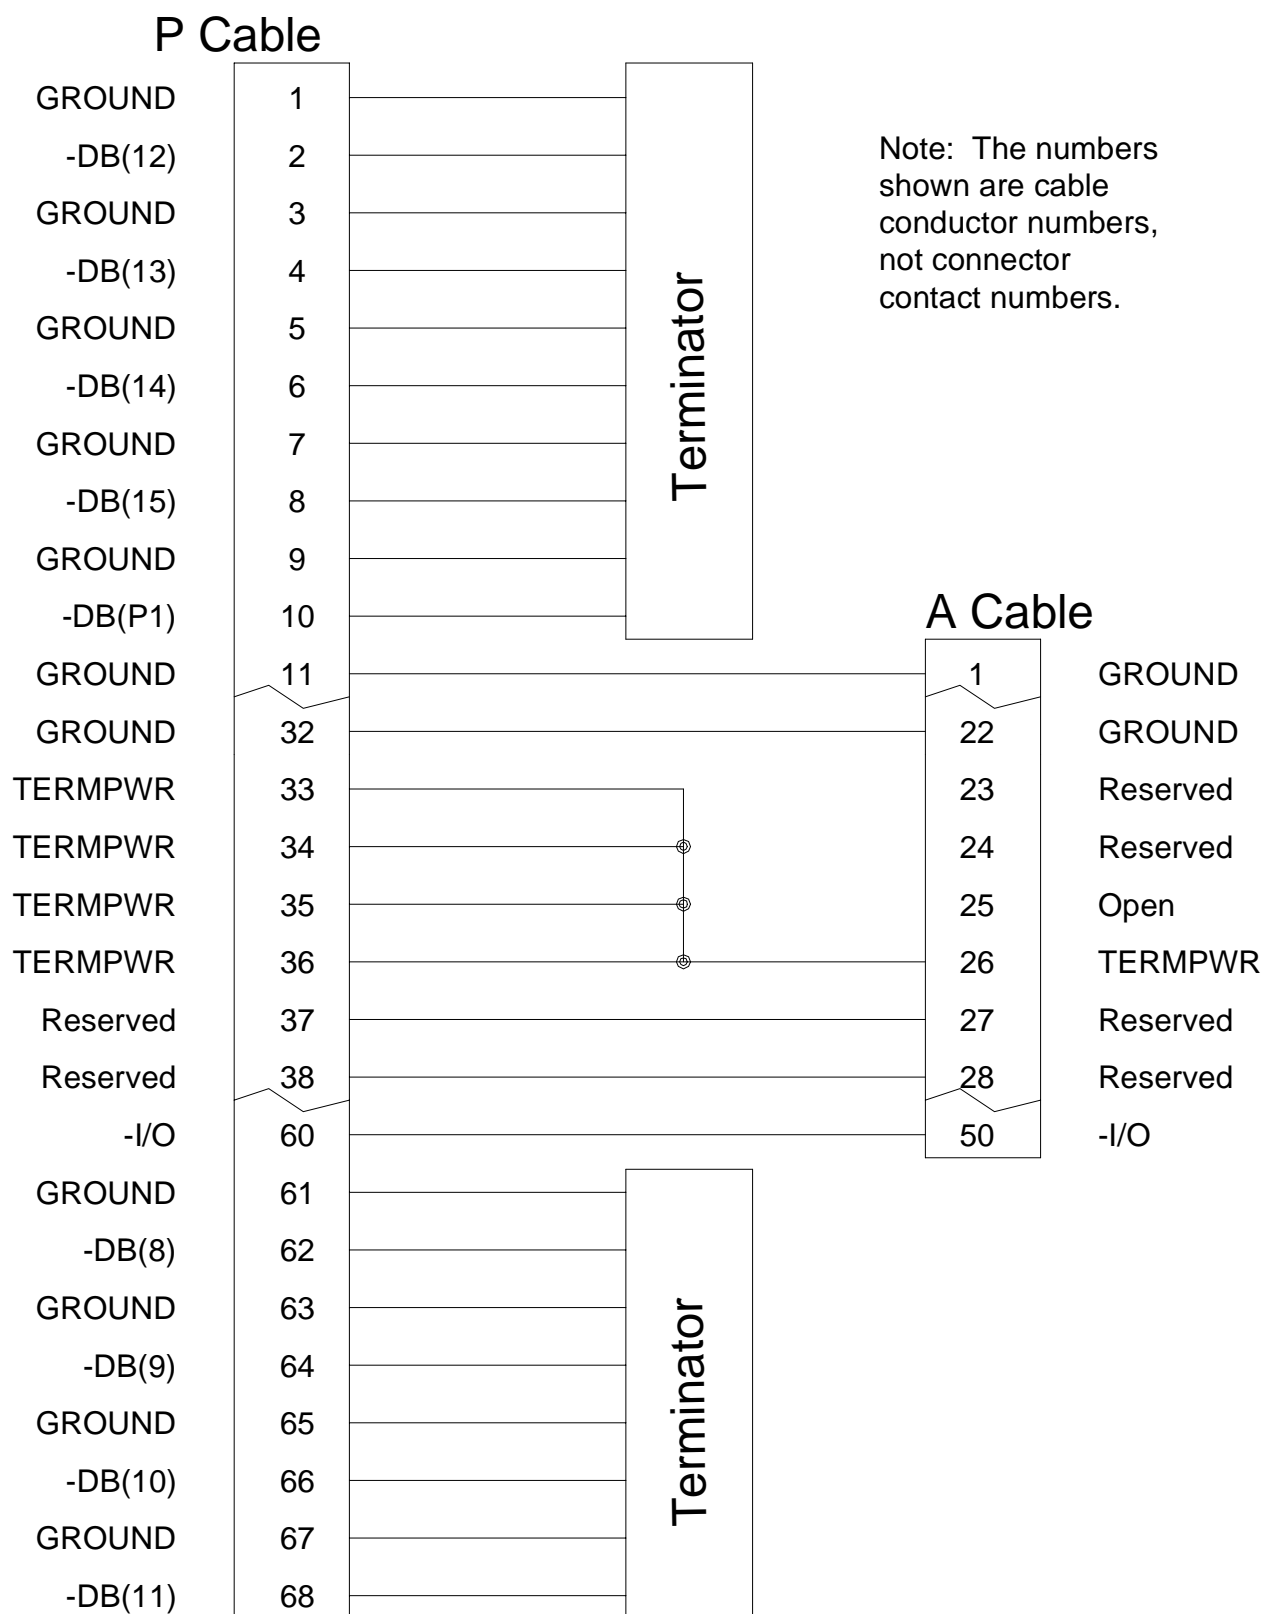 P Cable
GROUND 1
-DB(12) 2
GROUND 3
-DB(13) 4
GROUND 5
-DB(14) 6
GROUND 7
-DB(15) 8
GROUND 9
-DB(P1) 10
Terminator
Note: The numbers
shown are cable
conductor numbers,
not connector
contact numbers.
A Cable
GROUND 11 1 GROUND
GROUND 32 22 GROUND
TERMPWR 33 23 Reserved
TERMPWR 34 24 Reserved
TERMPWR 35 25 Open
TERMPWR 36 26 TERMPWR
Reserved 37 27 Reserved
Reserved 38 28 Reserved
-I/O 60 50 -I/O
GROUND 61
-DB(8) 62
GROUND 63
-DB(9) 64
GROUND 65
-DB(10) 66
GROUND 67
-DB(11) 68
Terminator